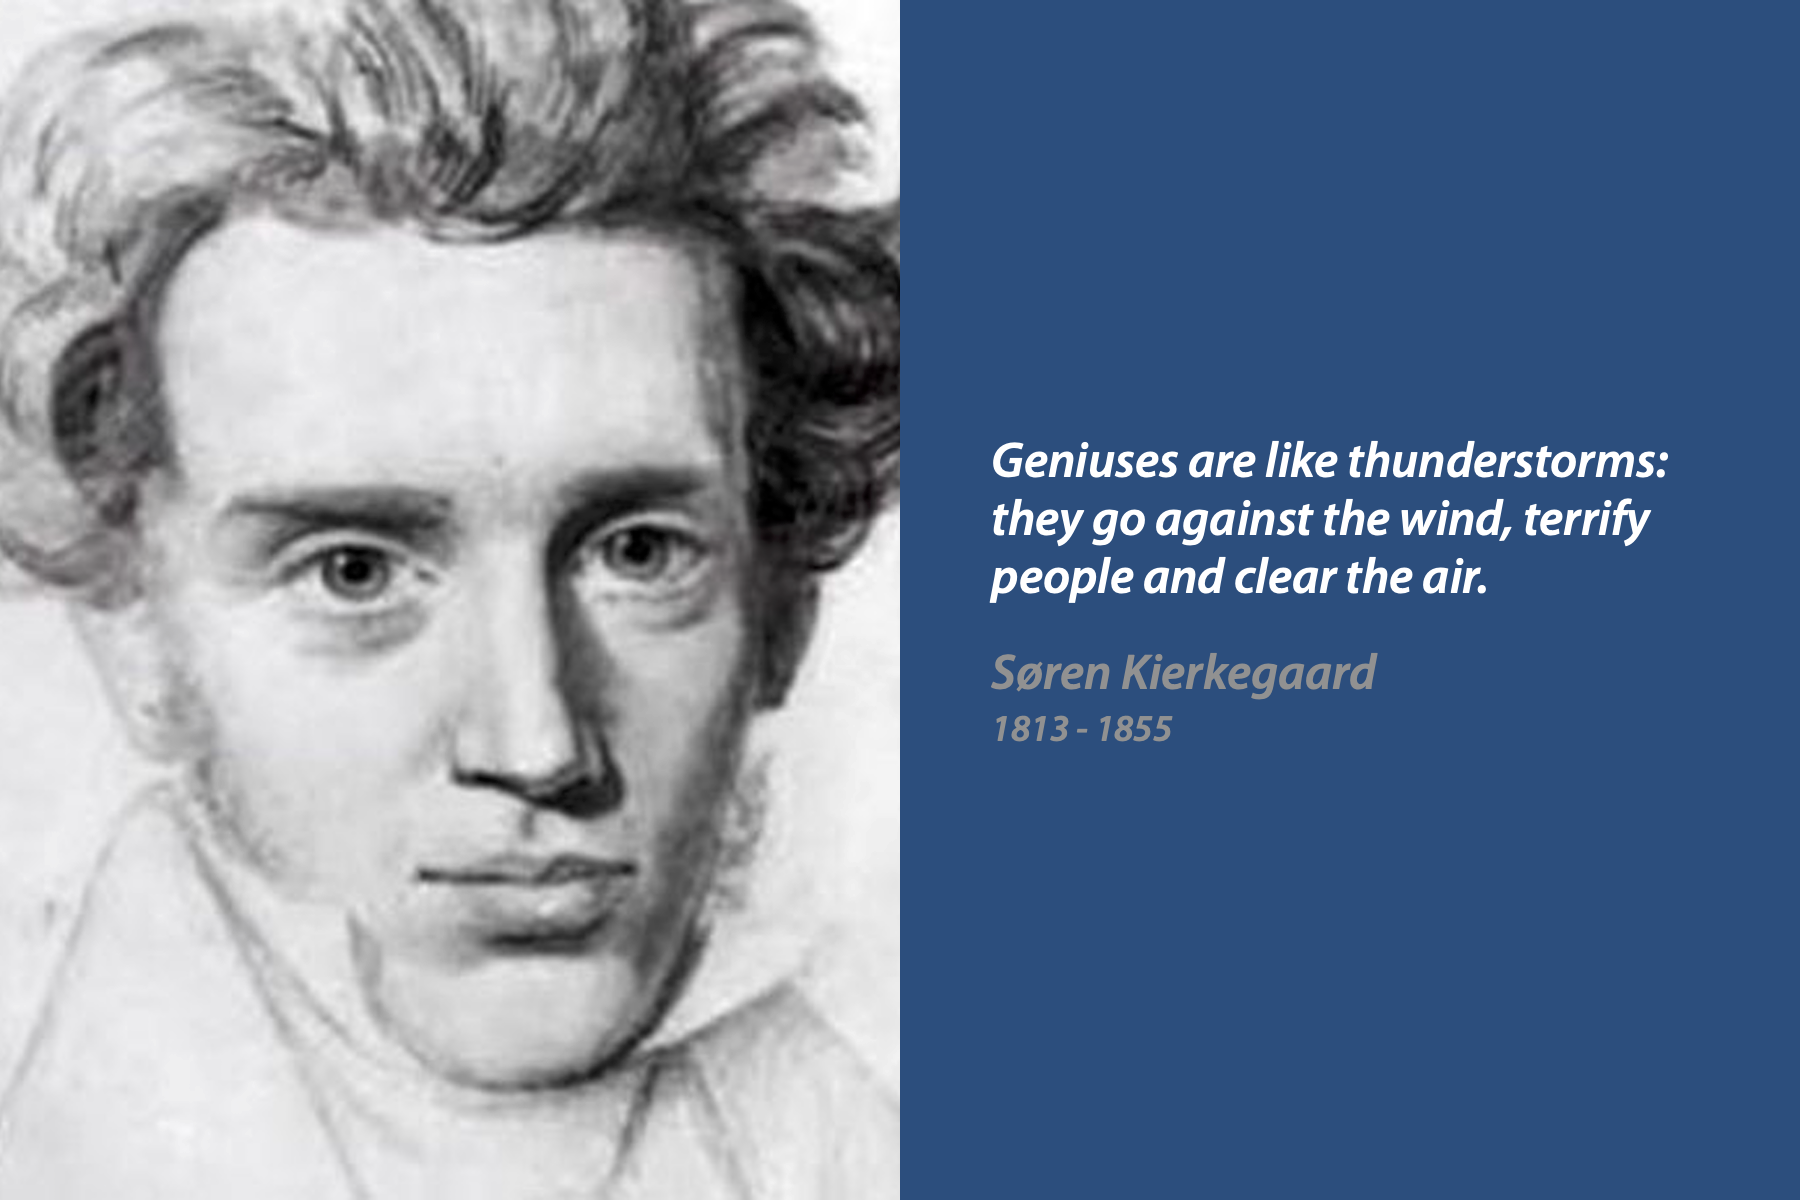 Geniuses are like thunderstorms:
they go against the wind, terrify
people and clear the air.
Søren Kierkegaard
1813 - 1855